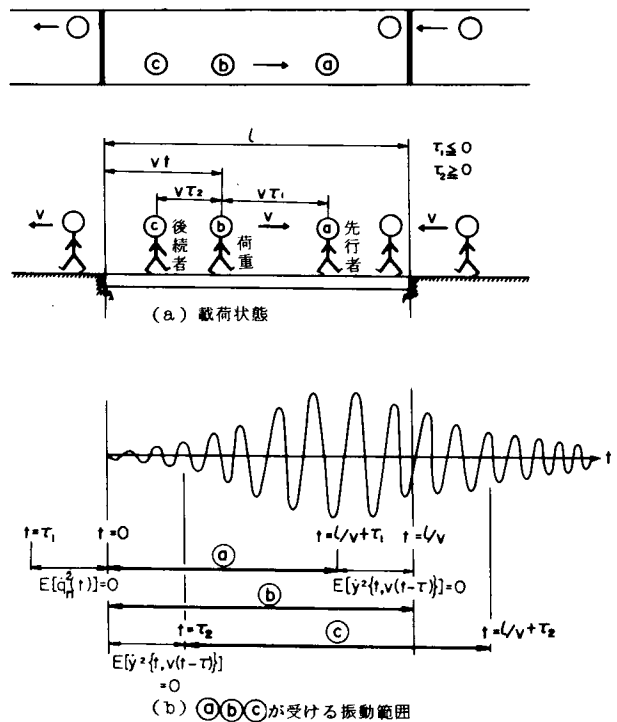 ⓒ ⓑ ⓐ
l
τ₁≦0
τ₂≧0
vt
vτ₂ vτ₁
v ⓒ ⓑ v ⓐ v
後続者 荷重 先行者
(a) 載荷状態
t
t=τ₁ t=0 t=l/v+τ₁ t=l/v
ⓐ
E[q̇ₙ²(t)]=0 E[ẏ²{t,v(t-τ)}]=0
ⓑ
t=τ₂ ⓒ t=l/v+τ₂
E[ẏ²{t,v(t-τ)}]
=0
(b) ⓐⓑⓒが受ける振動範囲